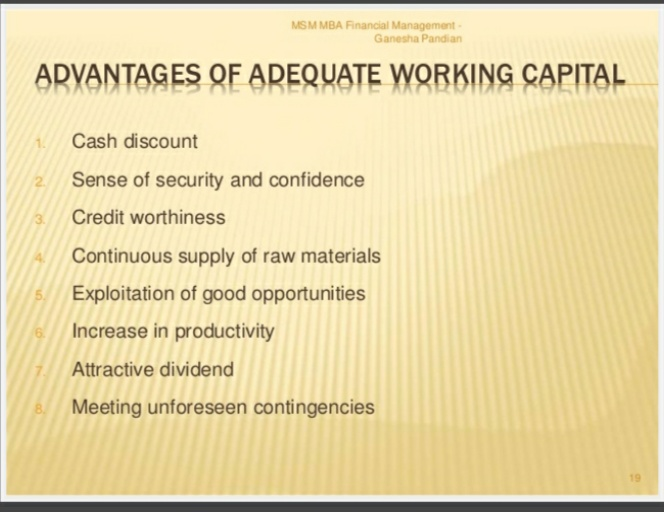 MSM MBA Financial Management -
Ganesha Pandian
ADVANTAGES OF ADEQUATE WORKING CAPITAL
1. Cash discount
2. Sense of security and confidence
3. Credit worthiness
4. Continuous supply of raw materials
5. Exploitation of good opportunities
6. Increase in productivity
7. Attractive dividend
8. Meeting unforeseen contingencies
19